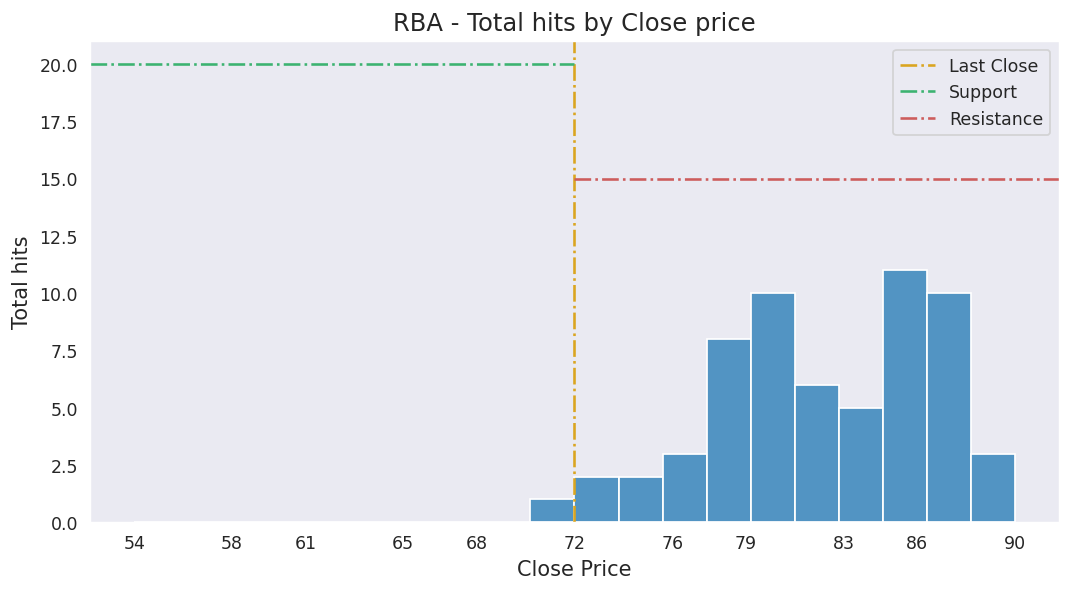 RBA - Total hits by Close price
Last Close
Support
Resistance
Total hits
20.0
17.5
15.0
12.5
10.0
7.5
5.0
2.5
0.0
54 58 61 65 68 72 76 79 83 86 90
Close Price